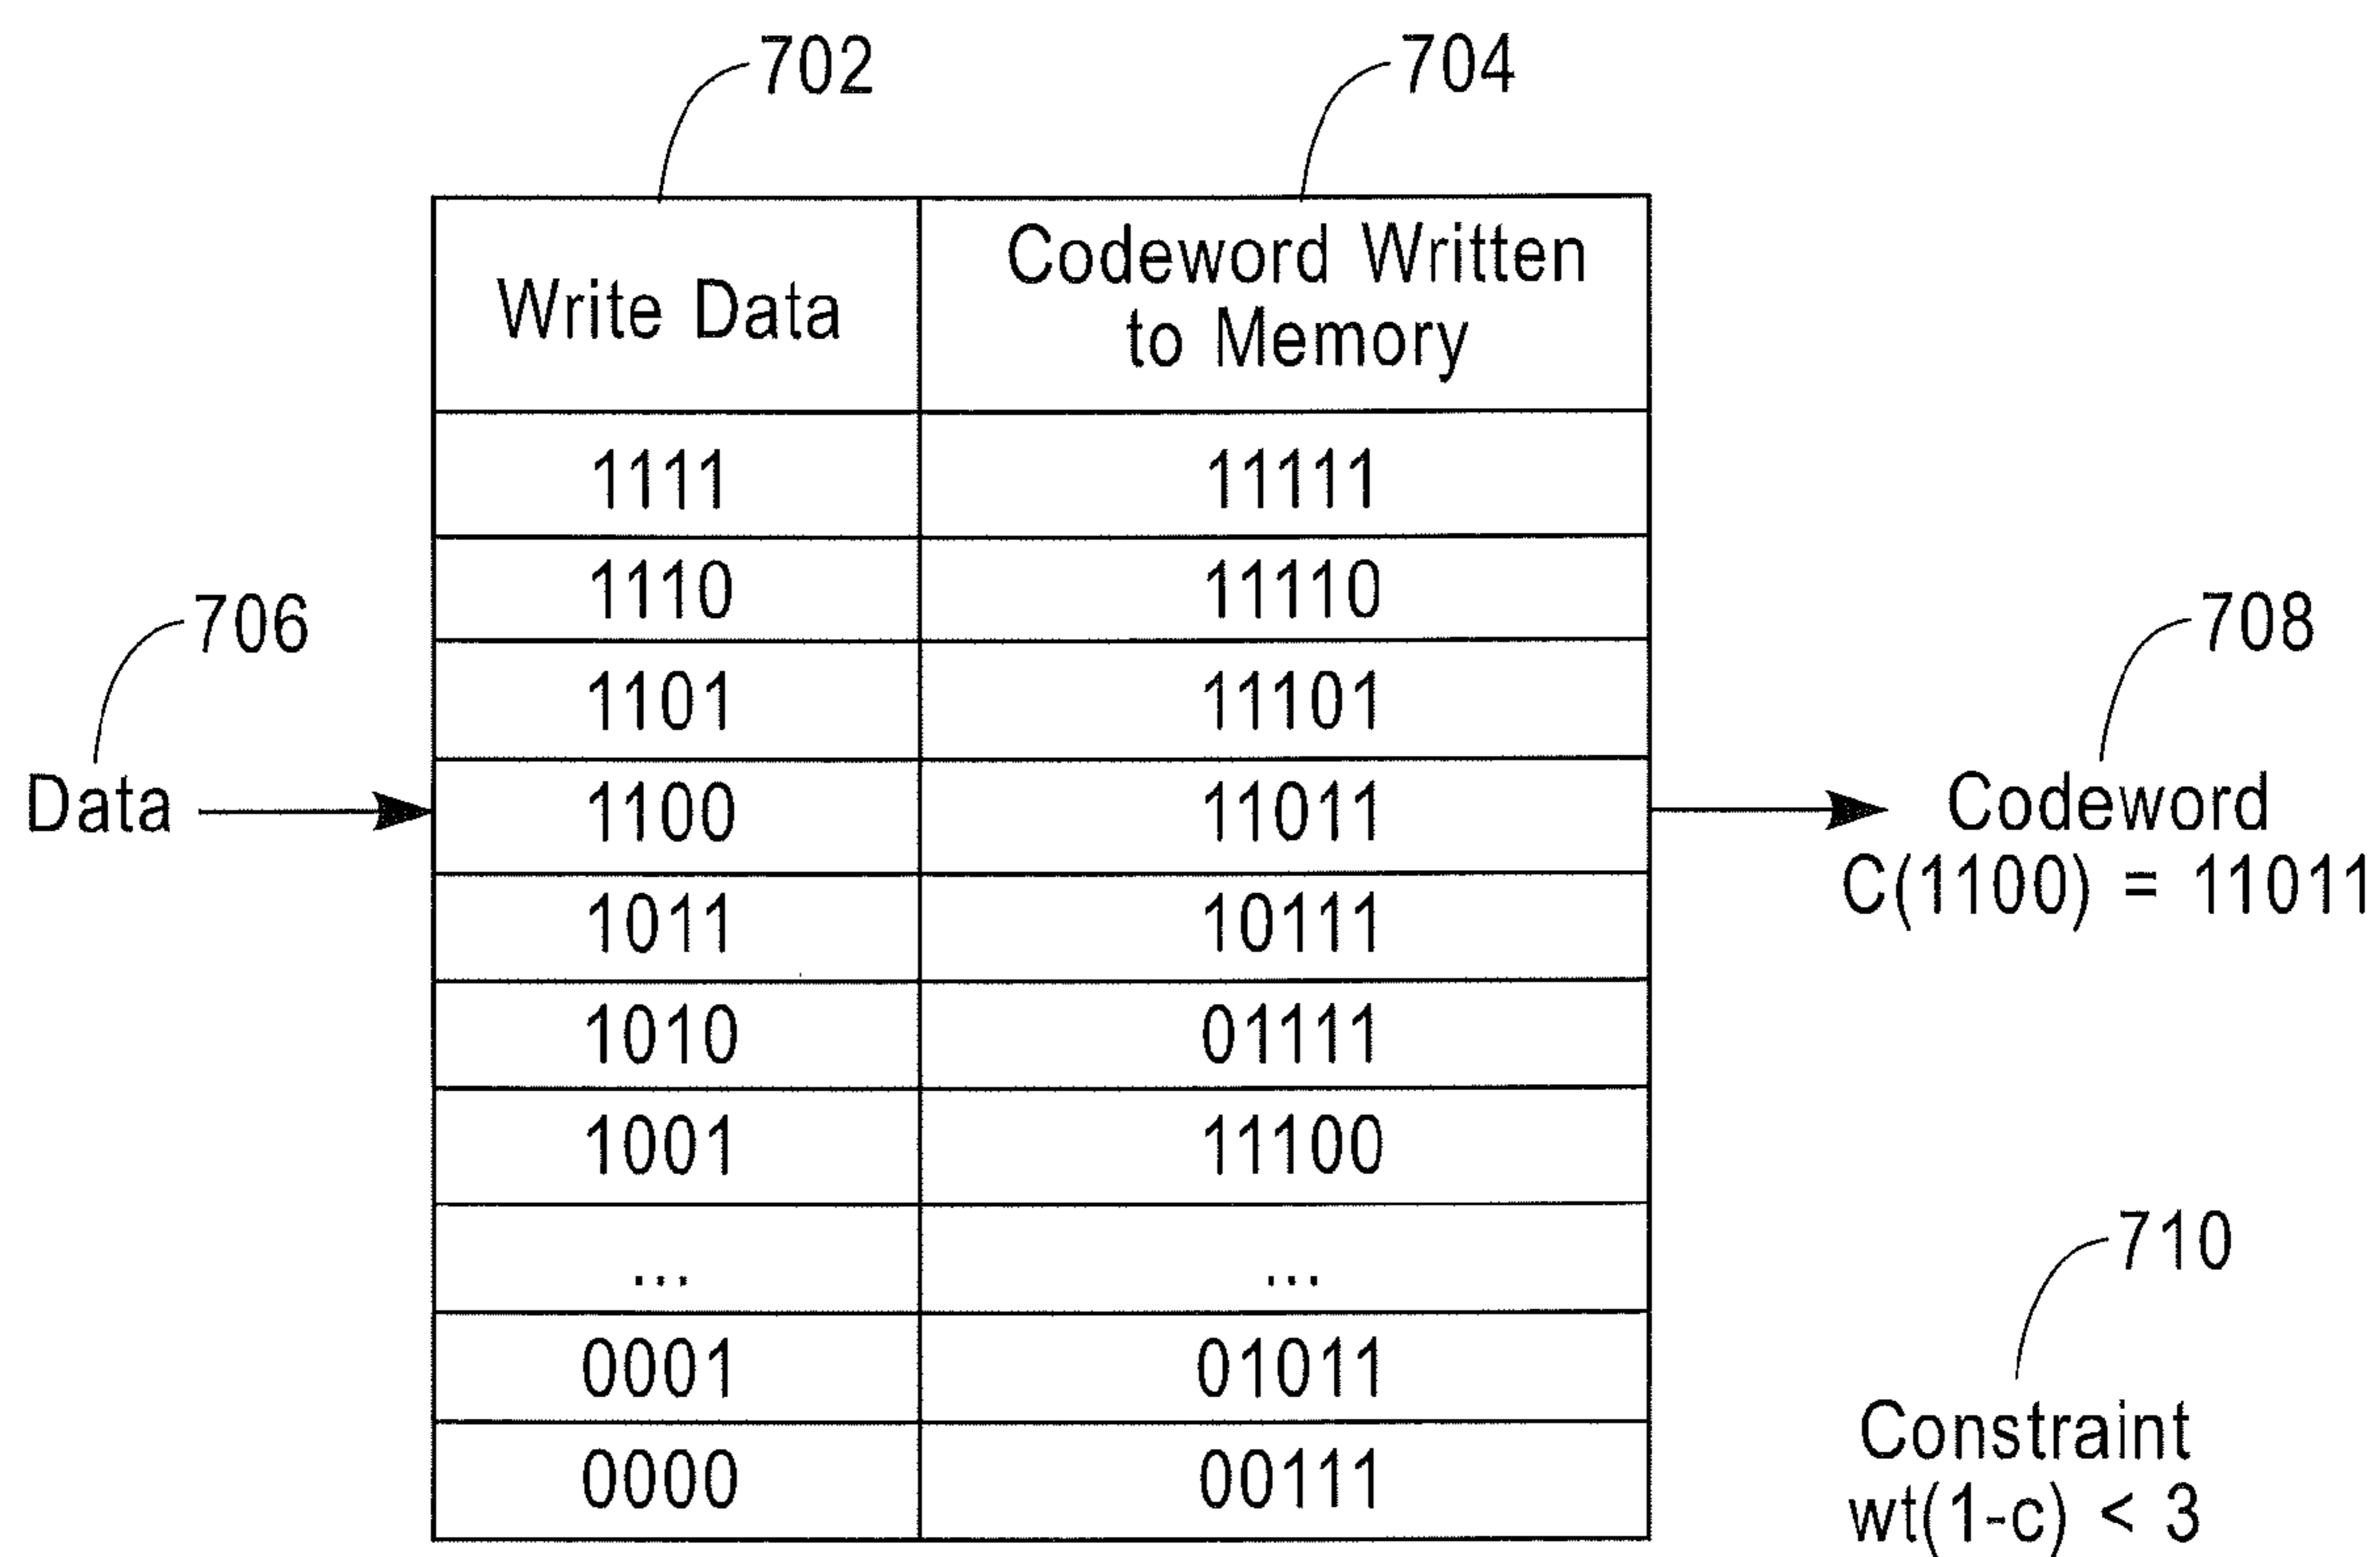 702
704
Write Data
Codeword Written
to Memory
1111 11111
1110 11110
706
1101 11101
708
Data
1100 11011
Codeword
C(1100) = 11011
1011 10111
1010 01111
1001 11100
710
... ...
0001 01011
0000 00111
Constraint
wt(1-c) < 3